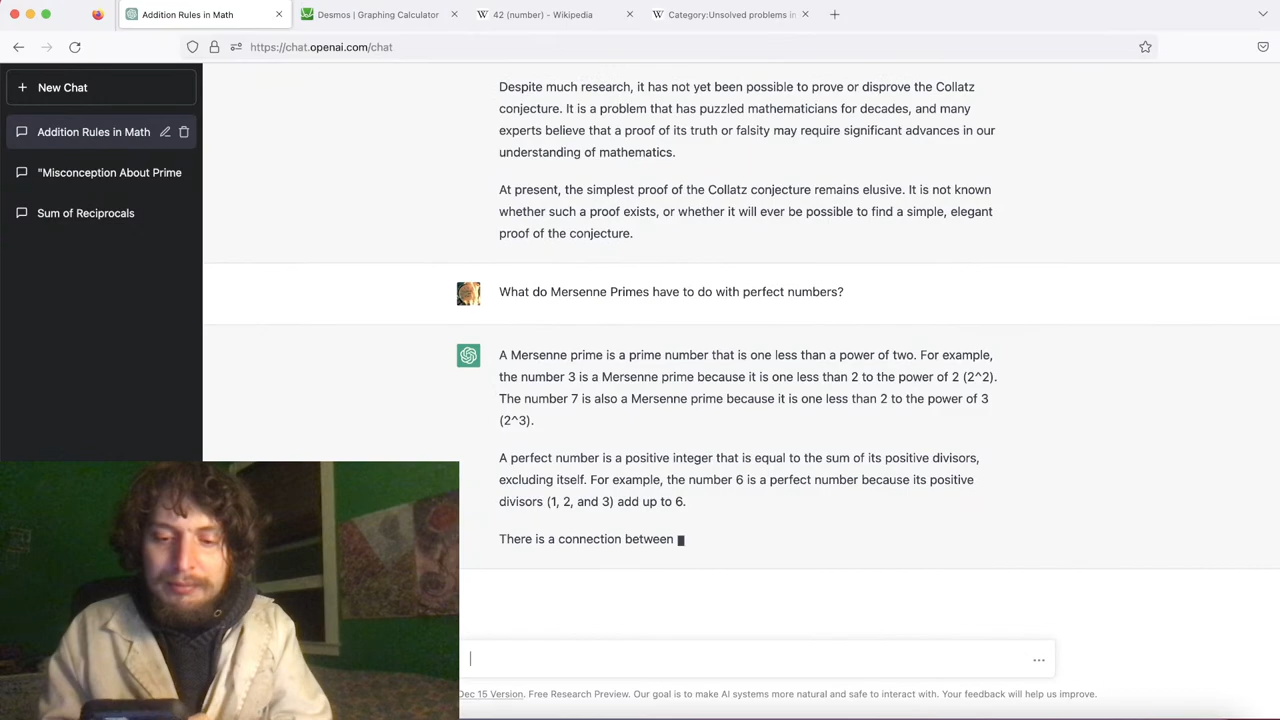 Addition Rules in Math
Desmos | Graphing Calculator
42 (number) - Wikipedia
Category:Unsolved problems in
https://chat.openai.com/chat
New Chat
Addition Rules in Math
"Misconception About Prime
Sum of Reciprocals
Despite much research, it has not yet been possible to prove or disprove the Collatz
conjecture. It is a problem that has puzzled mathematicians for decades, and many
experts believe that a proof of its truth or falsity may require significant advances in our
understanding of mathematics.
At present, the simplest proof of the Collatz conjecture remains elusive. It is not known
whether such a proof exists, or whether it will ever be possible to find a simple, elegant
proof of the conjecture.
What do Mersenne Primes have to do with perfect numbers?
A Mersenne prime is a prime number that is one less than a power of two. For example,
the number 3 is a Mersenne prime because it is one less than 2 to the power of 2 (2^2).
The number 7 is also a Mersenne prime because it is one less than 2 to the power of 3
(2^3).
A perfect number is a positive integer that is equal to the sum of its positive divisors,
excluding itself. For example, the number 6 is a perfect number because its positive
divisors (1, 2, and 3) add up to 6.
There is a connection between
Dec 15 Version. Free Research Preview. Our goal is to make AI systems more natural and safe to interact with. Your feedback will help us improve.